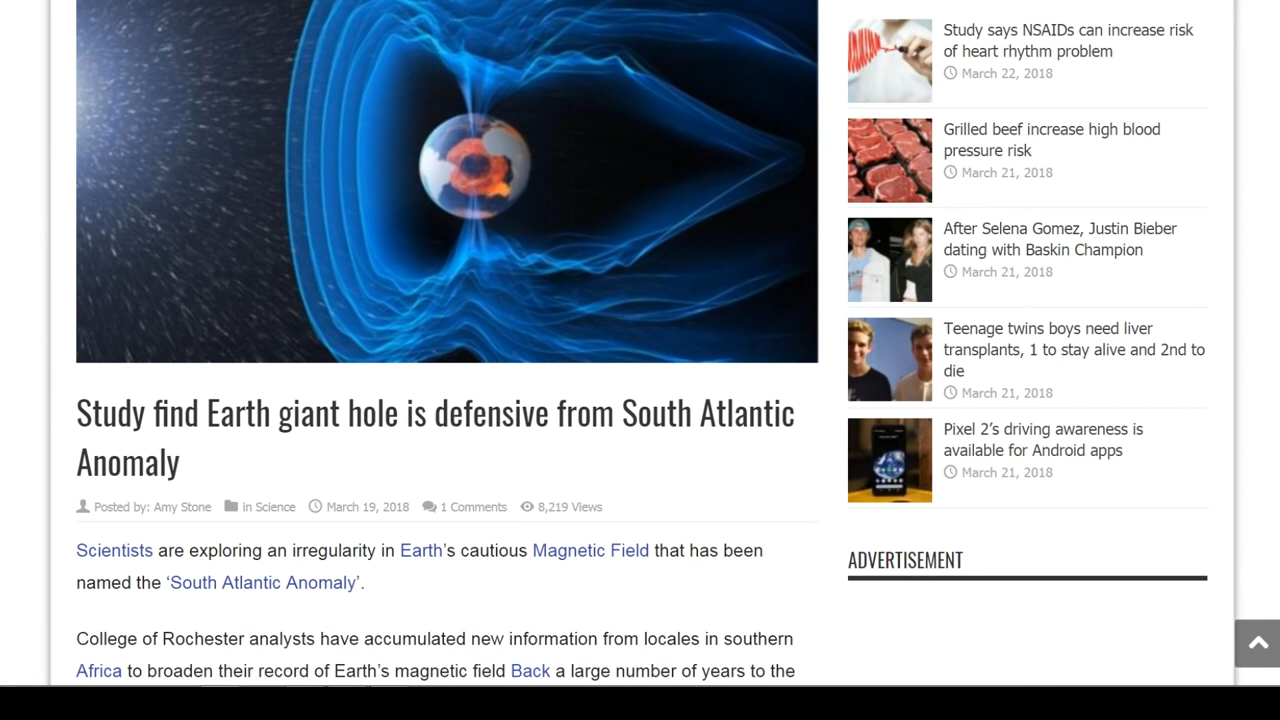 Study find Earth giant hole is defensive from South Atlantic
Anomaly
Posted by: Amy Stone
In Science
March 19, 2018
1 Comments
8,219 Views
Scientists are exploring an irregularity in Earth's cautious Magnetic Field that has been
named the ‘South Atlantic Anomaly’.
College of Rochester analysts have accumulated new information from locales in southern
Africa to broaden their record of Earth’s magnetic field Back a large number of years to the
Study says NSAIDs can increase risk
of heart rhythm problem
March 22, 2018
Grilled beef increase high blood
pressure risk
March 21, 2018
After Selena Gomez, Justin Bieber
dating with Baskin Champion
March 21, 2018
Teenage twins boys need liver
transplants, 1 to stay alive and 2nd to
die
March 21, 2018
Pixel 2’s driving awareness is
available for Android apps
March 21, 2018
ADVERTISEMENT